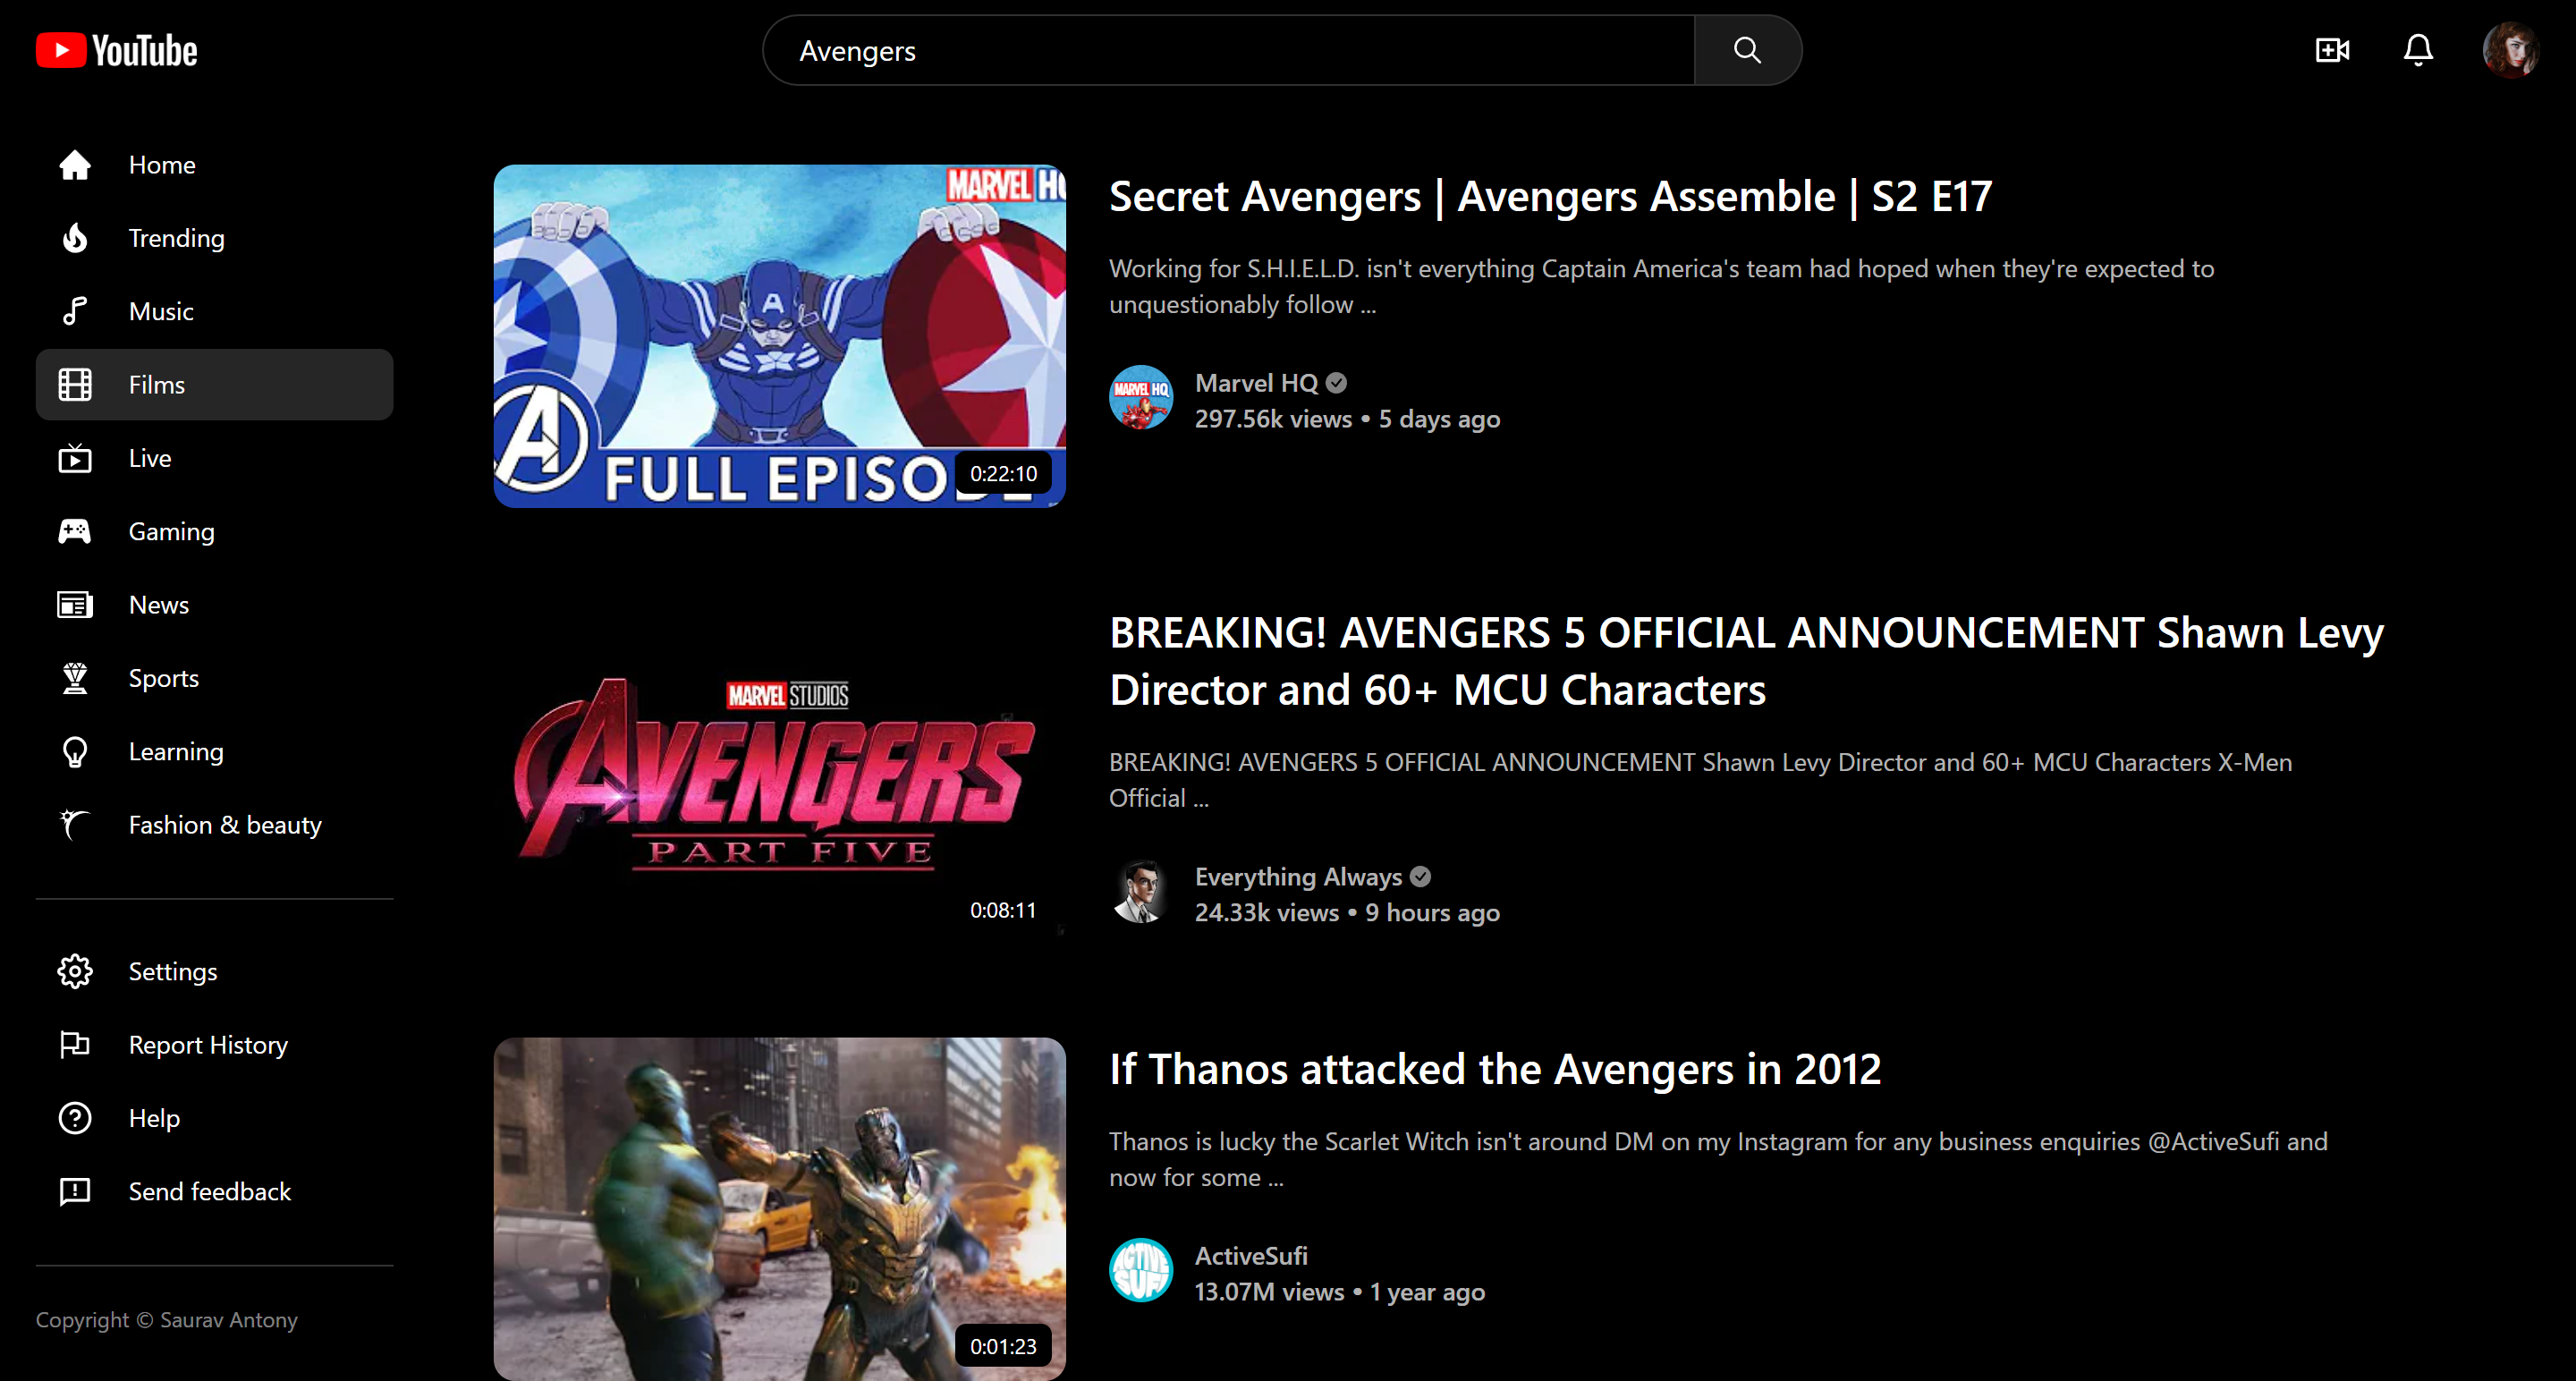 YouTube
Avengers
Home
Trending
Music
Films
Live
Gaming
News
Sports
Learning
Fashion & beauty
Settings
Report History
Help
Send feedback
Copyright © Saurav Antony
MARVEL HQ
A
A
FULL EPISODE
0:22:10
Secret Avengers | Avengers Assemble | S2 E17
Working for S.H.I.E.L.D. isn't everything Captain America's team had hoped when they're expected to
unquestionably follow ...
MARVEL HQ
Marvel HQ
297.56k views • 5 days ago
MARVEL STUDIOS
AVENGERS
PART FIVE
0:08:11
BREAKING! AVENGERS 5 OFFICIAL ANNOUNCEMENT Shawn Levy
Director and 60+ MCU Characters
BREAKING! AVENGERS 5 OFFICIAL ANNOUNCEMENT Shawn Levy Director and 60+ MCU Characters X-Men
Official ...
Everything Always
24.33k views • 9 hours ago
0:01:23
If Thanos attacked the Avengers in 2012
Thanos is lucky the Scarlet Witch isn't around DM on my Instagram for any business enquiries @ActiveSufi and
now for some ...
ACTIVE
SUFI
ActiveSufi
13.07M views • 1 year ago